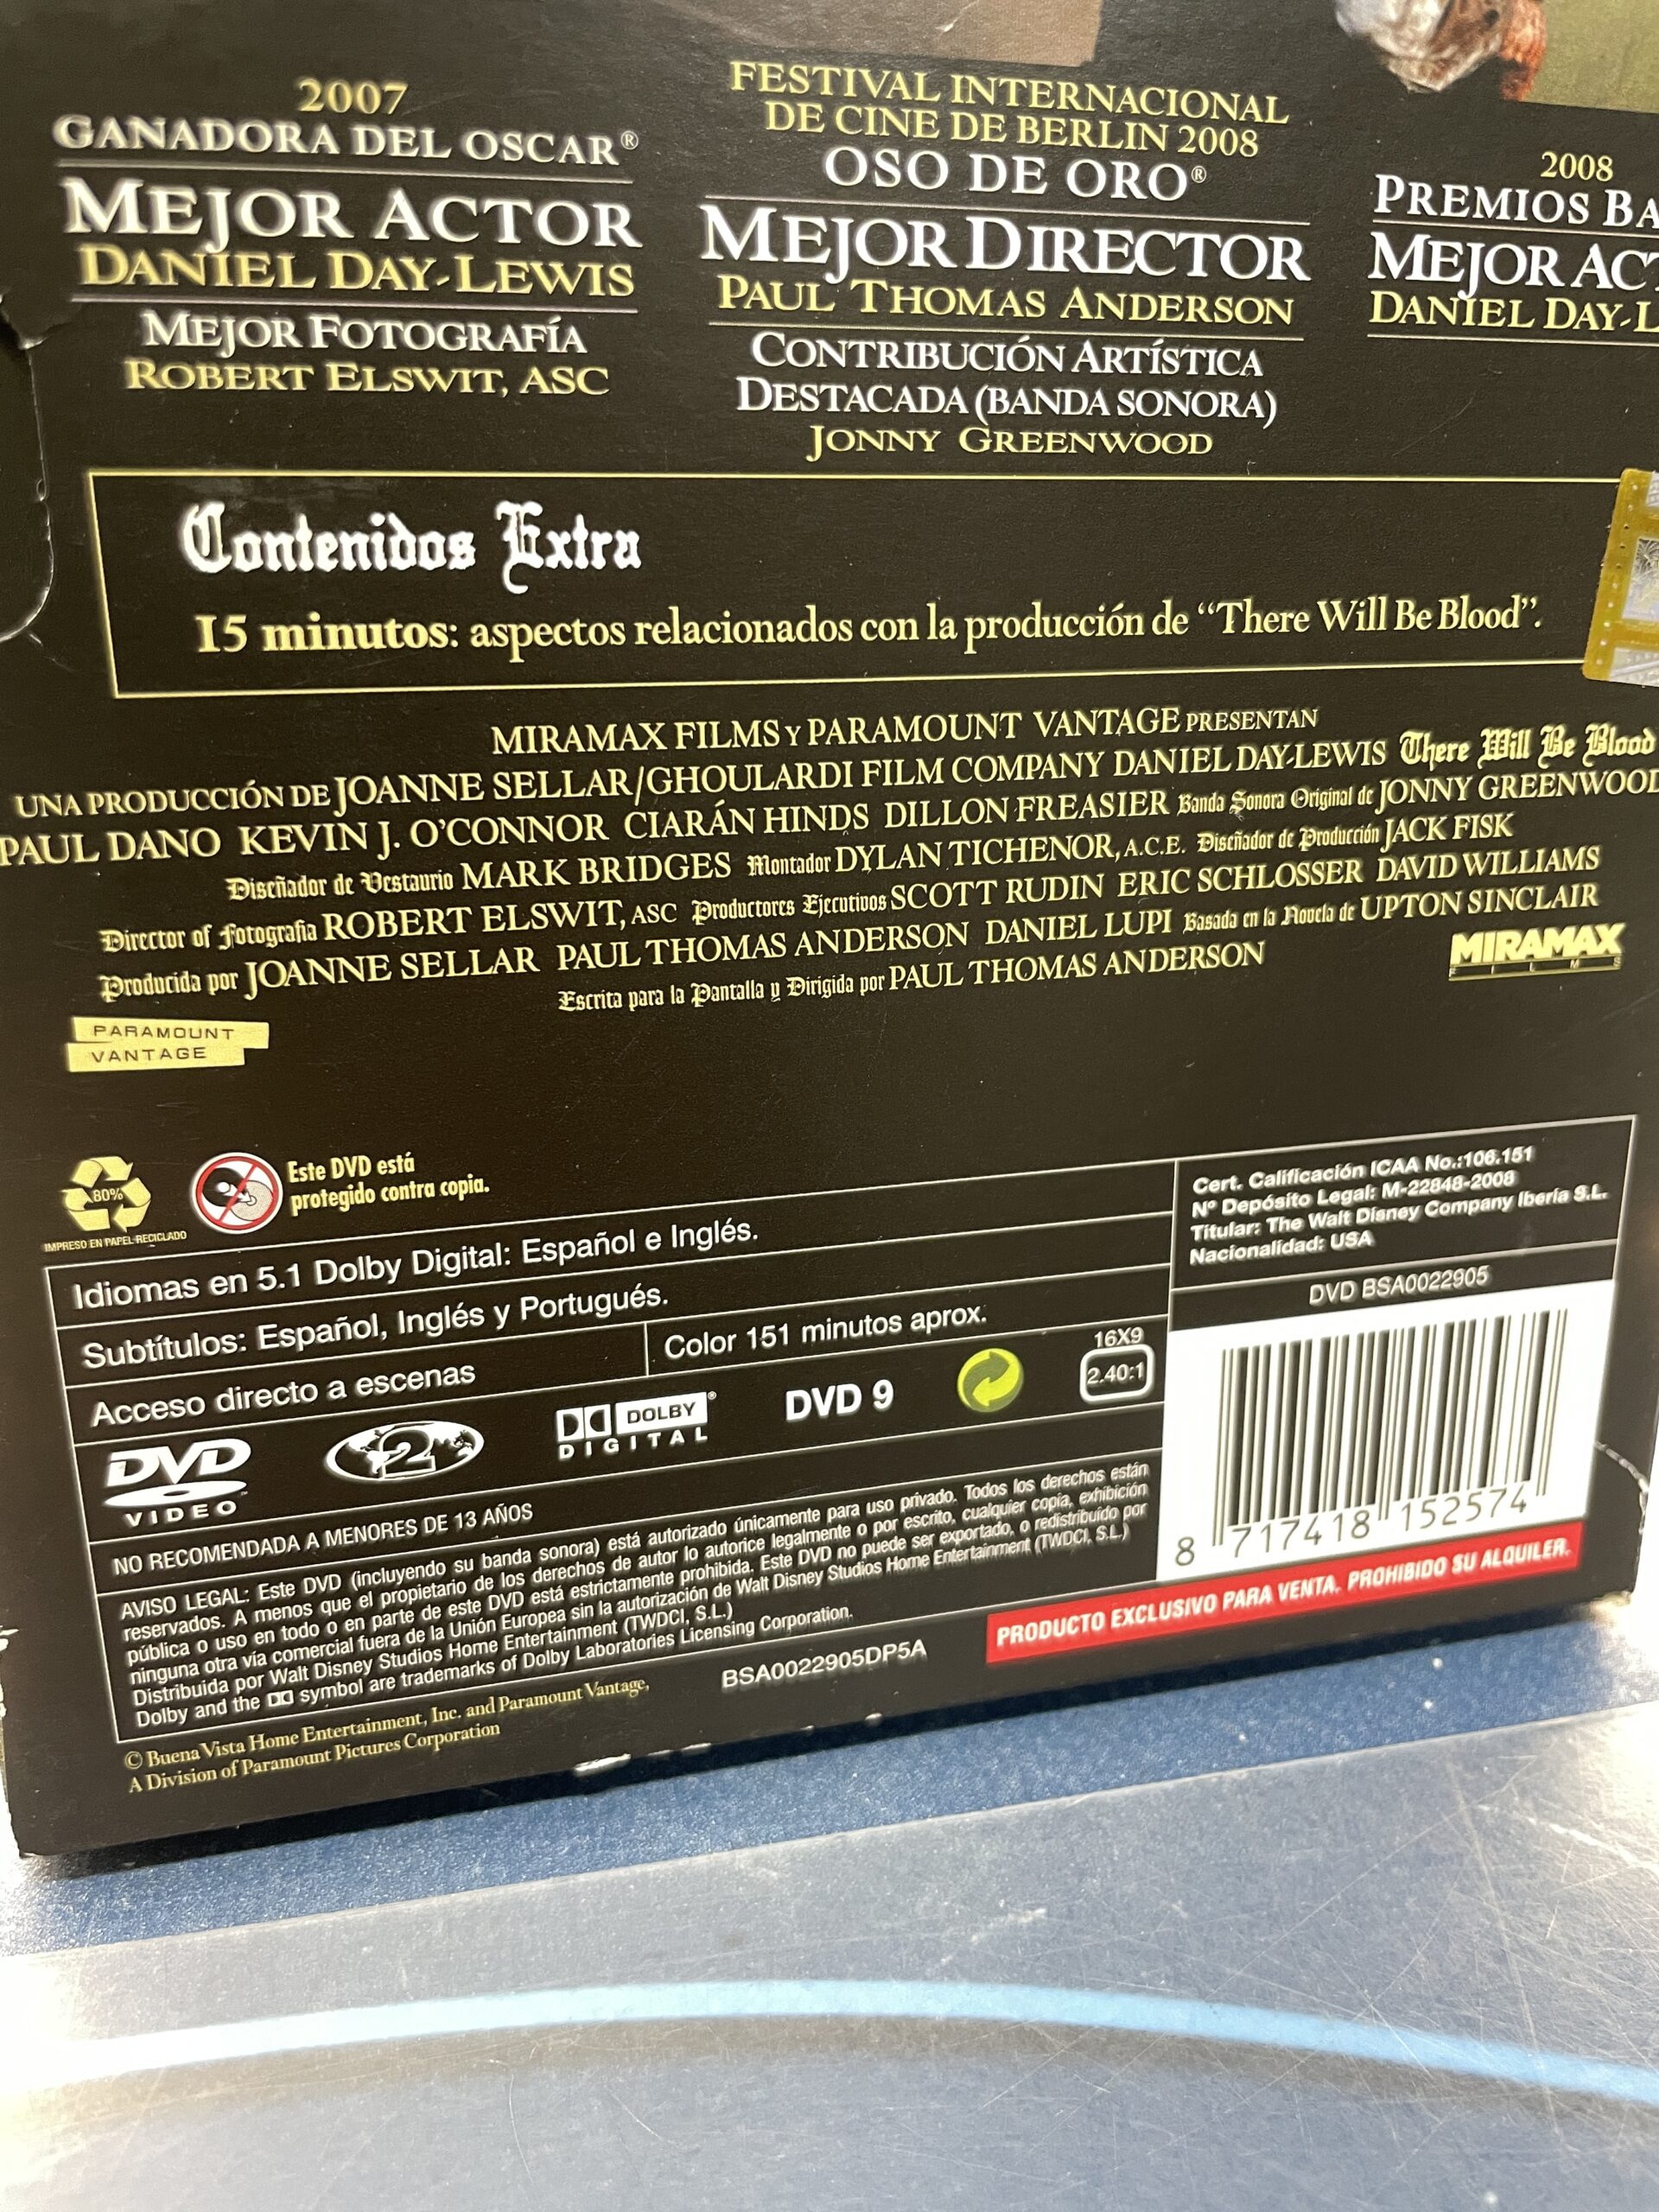 2007
GANADORA DEL OSCAR®
MEJOR ACTOR
DANIEL DAY-LEWIS
MEJOR FOTOGRAFÍA
ROBERT ELSWIT, ASC
FESTIVAL INTERNACIONAL
DE CINE DE BERLIN 2008
OSO DE ORO®
MEJOR DIRECTOR
PAUL THOMAS ANDERSON
CONTRIBUCIÓN ARTÍSTICA
DESTACADA (BANDA SONORA)
JONNY GREENWOOD
2008
PREMIOS BA
MEJOR ACT
DANIEL DAY-L
Contenidos Extra
15 minutos: aspectos relacionados con la producción de “There Will Be Blood”.
MIRAMAX FILMS Y PARAMOUNT VANTAGE PRESENTAN
UNA PRODUCCIÓN DE JOANNE SELLAR/GHOULARDI FILM COMPANY DANIEL DAY-LEWIS There Will Be Blood
PAUL DANO KEVIN J. O'CONNOR CIARÁN HINDS DILLON FREASIER Banda Sonora Original de JONNY GREENWOOD
Diseñador de Vestaurio MARK BRIDGES Montador DYLAN TICHENOR, A.C.E. Diseñador de Producción JACK FISK
Director of Fotografia ROBERT ELSWIT, ASC Productores Ejecutivos SCOTT RUDIN ERIC SCHLOSSER DAVID WILLIAMS
Producida por JOANNE SELLAR PAUL THOMAS ANDERSON DANIEL LUPI Basada en la Novela de UPTON SINCLAIR
Escrita para la Pantalla y Dirigida por PAUL THOMAS ANDERSON
MIRAMAX
FILMS
PARAMOUNT
VANTAGE
80%
IMPRESO EN PAPEL RECICLADO
Este DVD está
protegido contra copia.
Idiomas en 5.1 Dolby Digital: Español e Inglés.
Subtítulos: Español, Inglés y Portugués.
Acceso directo a escenas
Color 151 minutos aprox.
DVD
VIDEO
2
DOLBY
DIGITAL
DVD 9
16X9
2.40:1
NO RECOMENDADA A MENORES DE 13 AÑOS
AVISO LEGAL: Este DVD (incluyendo su banda sonora) está autorizado únicamente para uso privado. Todos los derechos están
reservados. A menos que el propietario de los derechos de autor lo autorice legalmente o por escrito, cualquier copia, exhibición
pública o uso en todo o en parte de este DVD está estrictamente prohibida. Este DVD no puede ser exportado, o redistribuido por
ninguna otra vía comercial fuera de la Unión Europea sin la autorización de Walt Disney Studios Home Entertainment (TWDCI, S.L.)
Distribuida por Walt Disney Studios Home Entertainment (TWDCI, S.L.)
Dolby and the DD symbol are trademarks of Dolby Laboratories Licensing Corporation.
Cert. Calificación ICAA No.:106.151
Nº Depósito Legal: M-22848-2008
Titular: The Walt Disney Company Iberia S.L.
Nacionalidad: USA
DVD BSA0022905
8 717418 152574
PRODUCTO EXCLUSIVO PARA VENTA. PROHIBIDO SU ALQUILER.
BSA0022905DP5A
© Buena Vista Home Entertainment, Inc. and Paramount Vantage,
A Division of Paramount Pictures Corporation